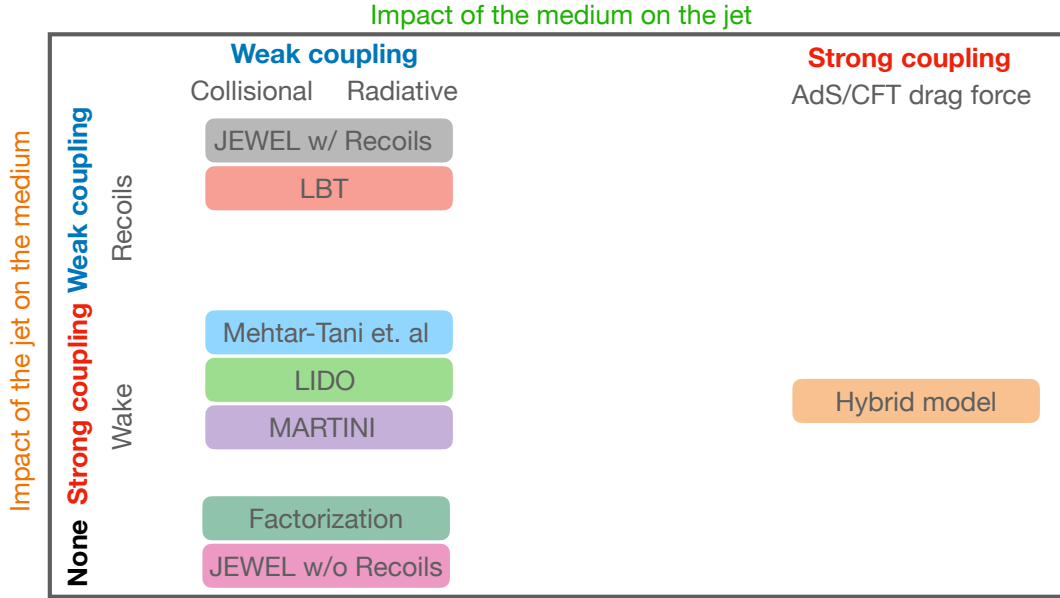 Impact of the medium on the jet
Weak coupling
Strong coupling
Collisional Radiative
AdS/CFT drag force
Impact of the jet on the medium
Weak coupling
Recoils
JEWEL w/ Recoils
LBT
Strong coupling
Wake
Mehtar-Tani et. al
LIDO
MARTINI
Hybrid model
None
Factorization
JEWEL w/o Recoils